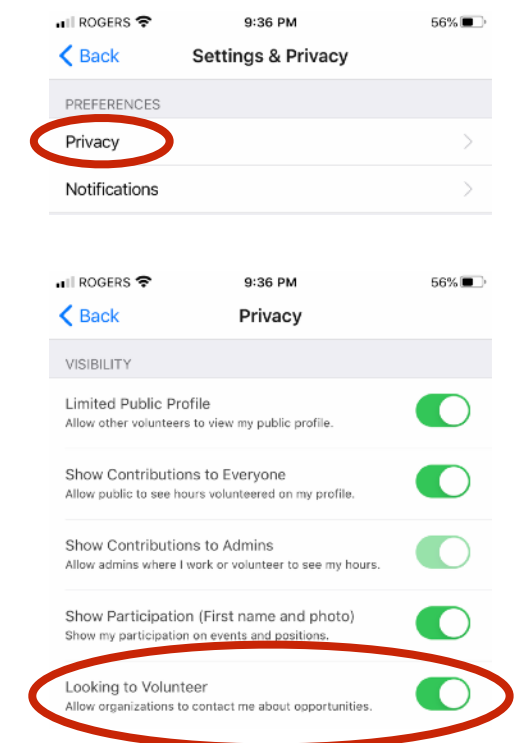 ROGERS 9:36 PM 56%
Back Settings & Privacy
PREFERENCES
Privacy
Notifications
ROGERS 9:36 PM 56%
Back Privacy
VISIBILITY
Limited Public Profile
Allow other volunteers to view my public profile.
Show Contributions to Everyone
Allow public to see hours volunteered on my profile.
Show Contributions to Admins
Allow admins where I work or volunteer to see my hours.
Show Participation (First name and photo)
Show my participation on events and positions.
Looking to Volunteer
Allow organizations to contact me about opportunities.